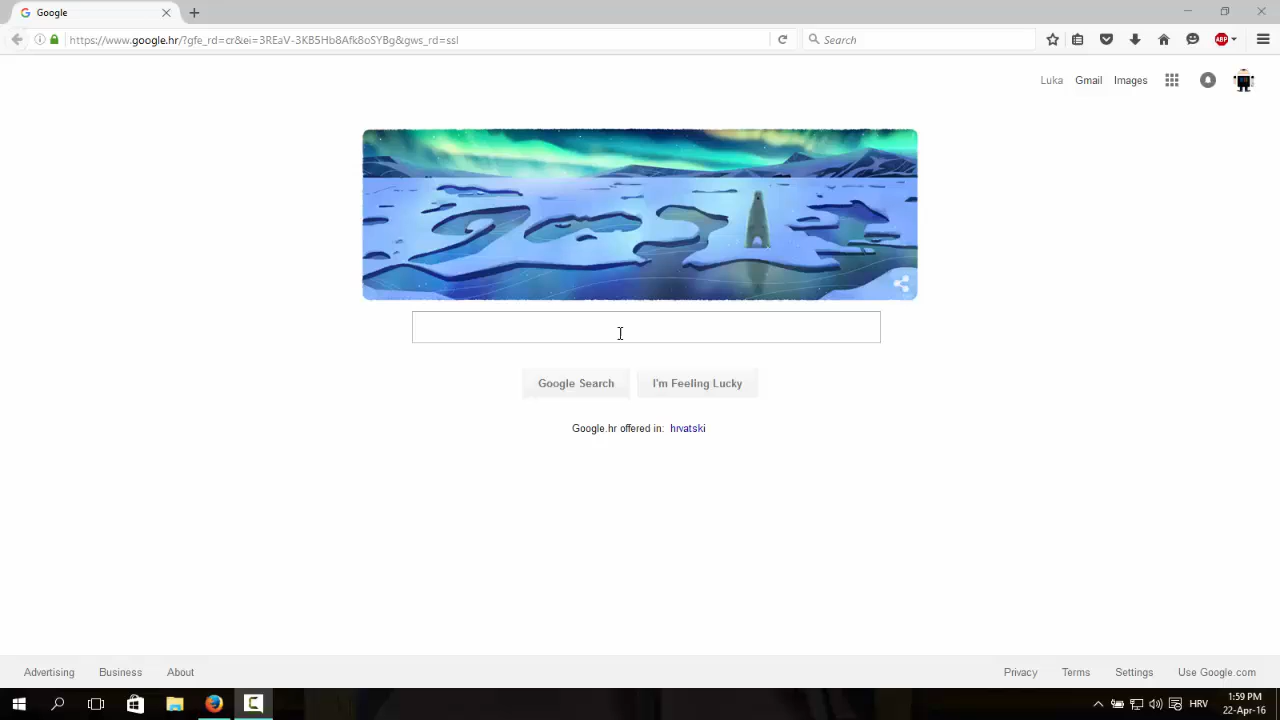 Google
https://www.google.hr/?gfe_rd=cr&ei=3REaV-3KB5Hb8Afk8oSYBg&gws_rd=ssl
Search
ABP
Luka Gmail Images
Google Search I'm Feeling Lucky
Google.hr offered in: hrvatski
Advertising Business About
Privacy Terms Settings Use Google.com
HRV
1:59 PM
22-Apr-16